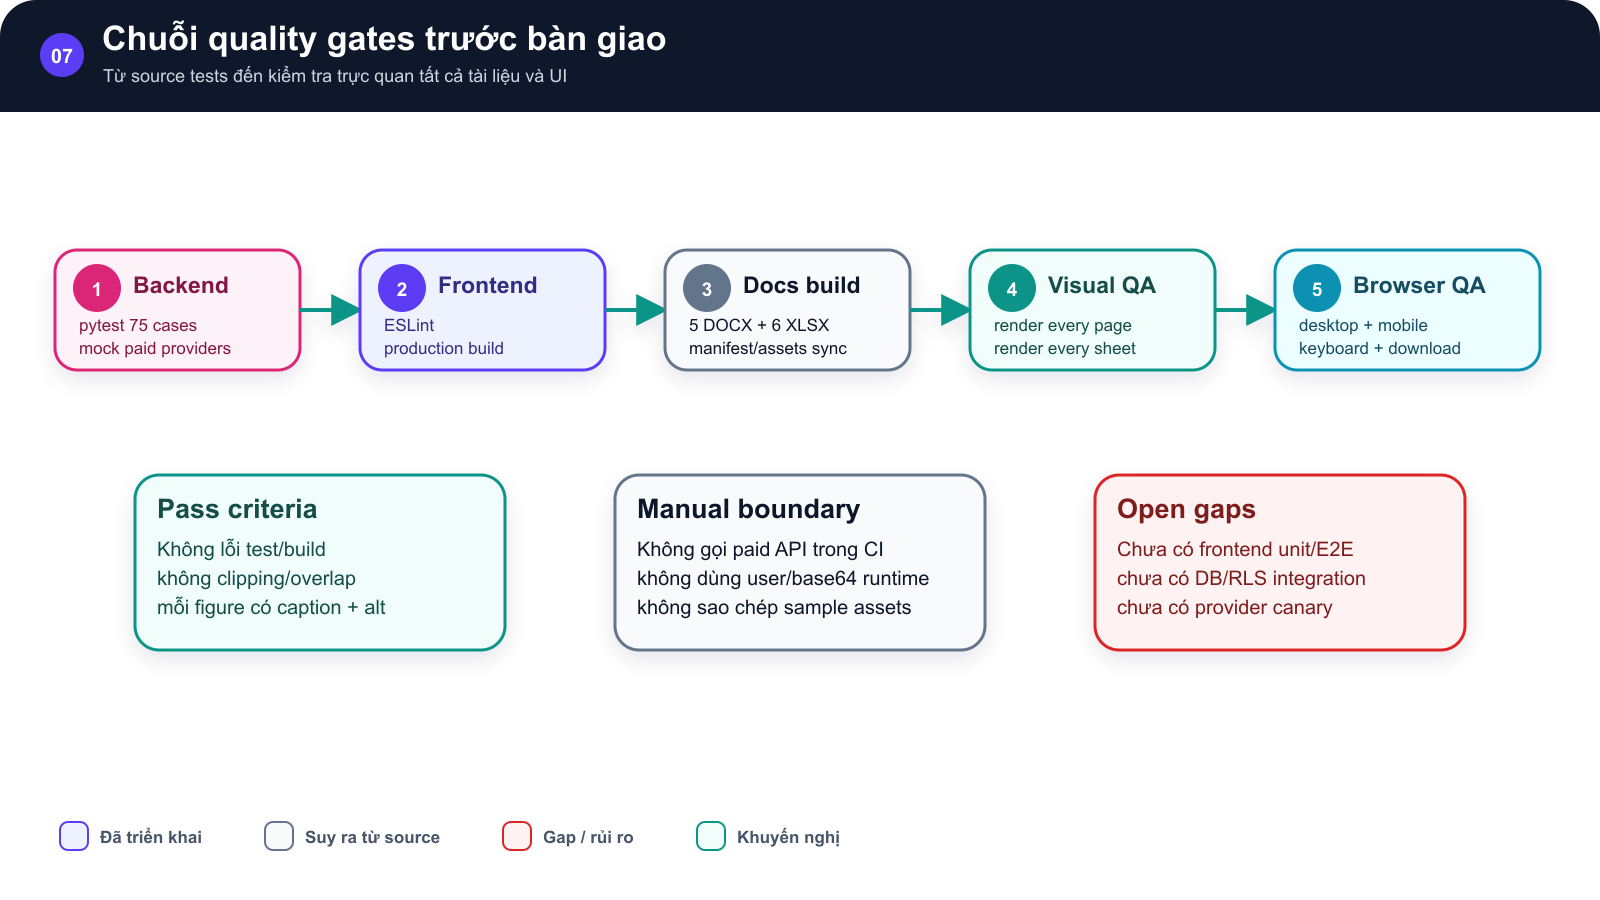 07
Chuỗi quality gates trước bàn giao
Từ source tests đến kiểm tra trực quan tất cả tài liệu và UI
1
Backend
pytest 75 cases
mock paid providers
2
Frontend
ESLint
production build
3
Docs build
5 DOCX + 6 XLSX
manifest/assets sync
4
Visual QA
render every page
render every sheet
5
Browser QA
desktop + mobile
keyboard + download
Pass criteria
Không lỗi test/build
không clipping/overlap
mỗi figure có caption + alt
Manual boundary
Không gọi paid API trong CI
không dùng user/base64 runtime
không sao chép sample assets
Open gaps
Chưa có frontend unit/E2E
chưa có DB/RLS integration
chưa có provider canary
Đã triển khai
Suy ra từ source
Gap / rủi ro
Khuyến nghị